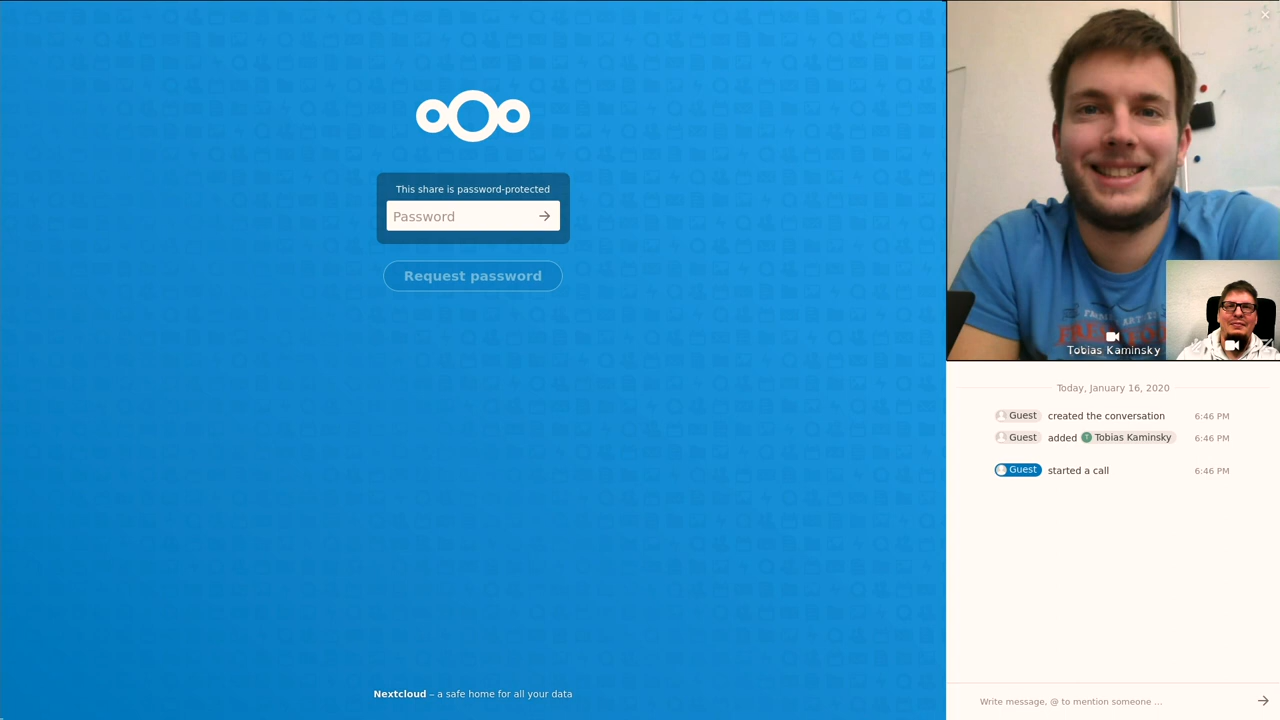 This share is password-protected
Password
Request password
Nextcloud – a safe home for all your data
Tobias Kaminsky
Today, January 16, 2020
Guest created the conversation 6:46 PM
Guest added T Tobias Kaminsky 6:46 PM
Guest started a call 6:46 PM
Write message, @ to mention someone ...